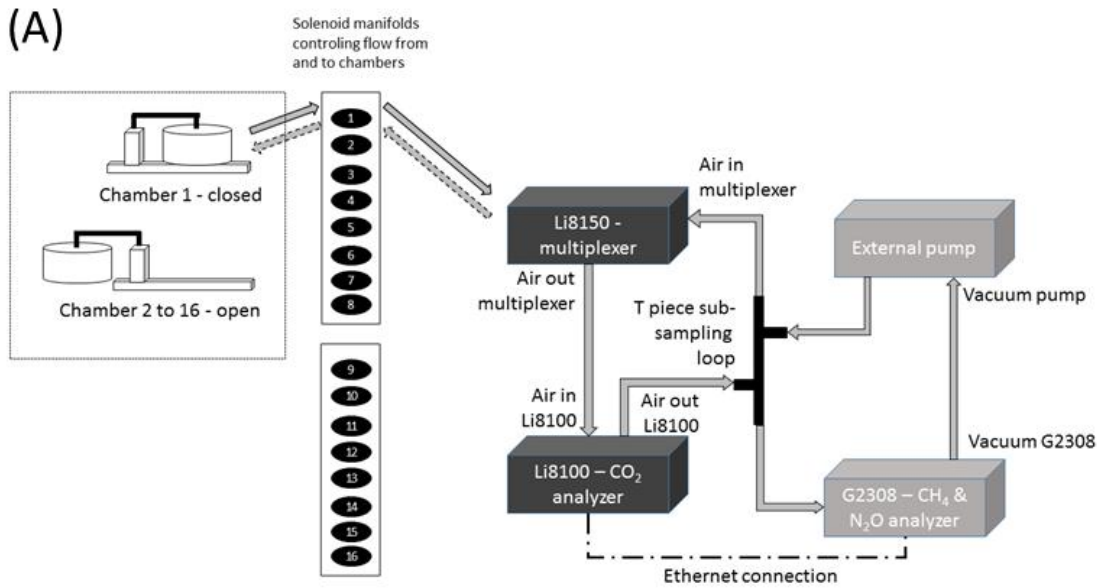 (A)
Solenoid manifolds
controling flow from
and to chambers
Chamber 1 - closed
Chamber 2 to 16 - open
1
2
3
4
5
6
7
8
9
10
11
12
13
14
15
16
Li8150 -
multiplexer
Air in
multiplexer
External pump
Air out
multiplexer
T piece sub-
sampling
loop
Vacuum pump
Air in
Li8100
Air out
Li8100
Vacuum G2308
Li8100 – CO₂
analyzer
G2308 – CH₄ &
N₂O analyzer
Ethernet connection